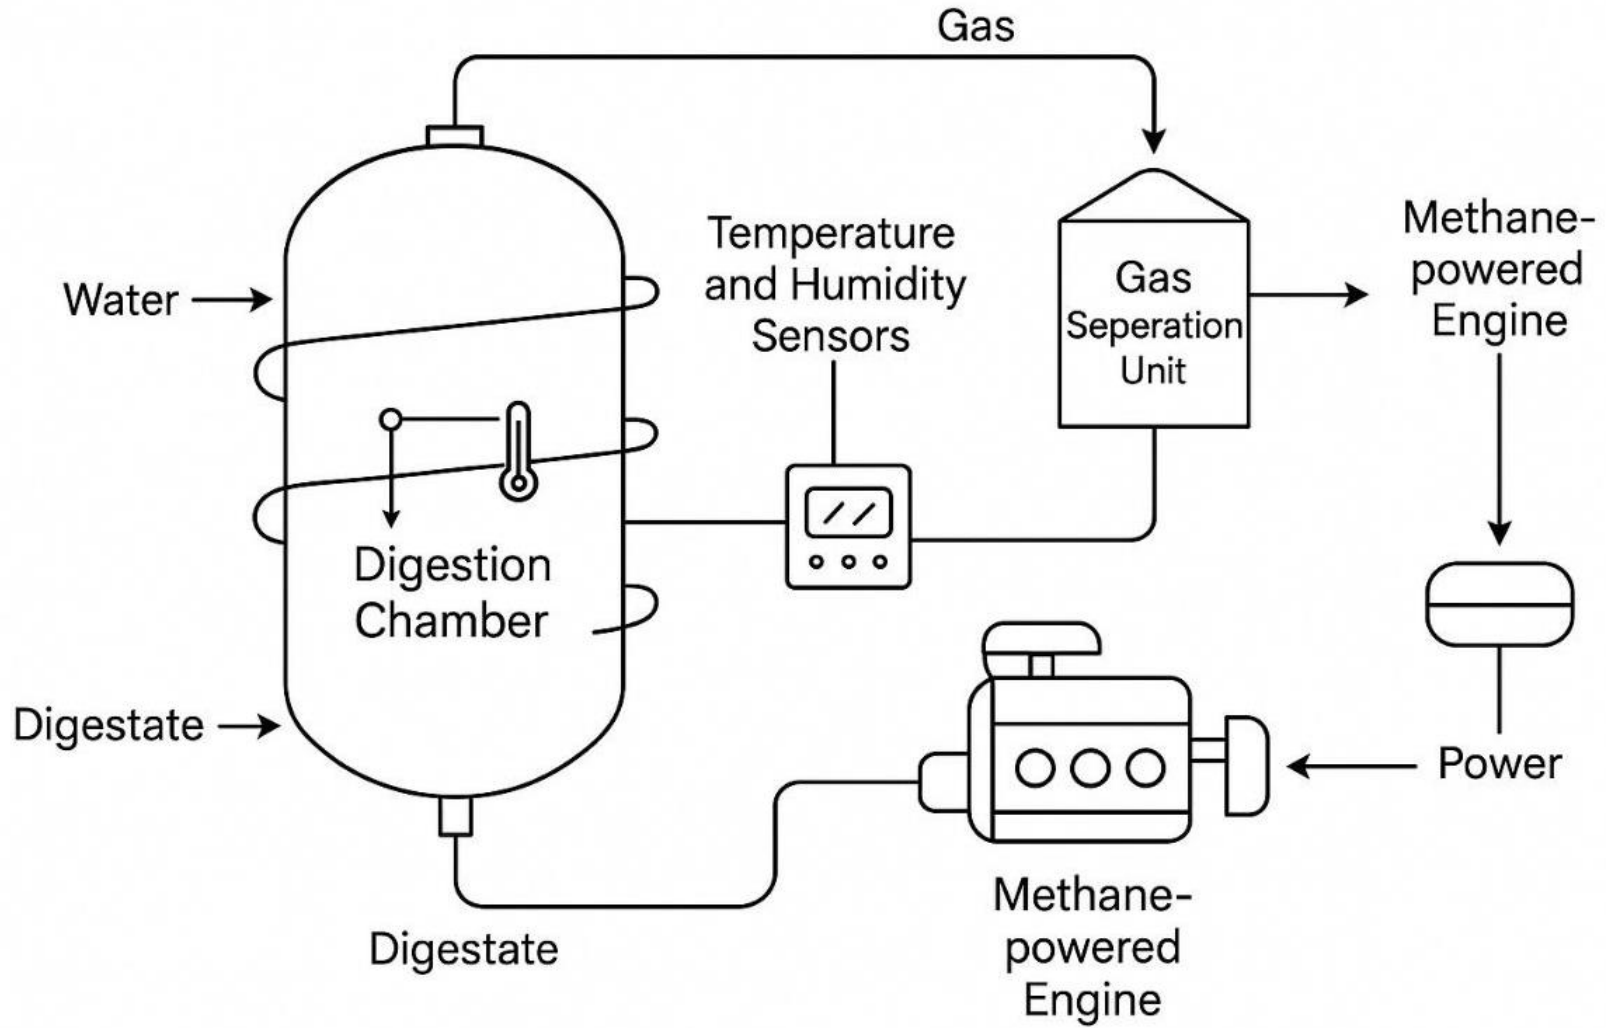 Gas
Temperature
and Humidity
Sensors
Methane-
powered
Engine
Gas
Seperation
Unit
Water
Digestion
Chamber
Digestate
Power
Digestate
Methane-
powered
Engine